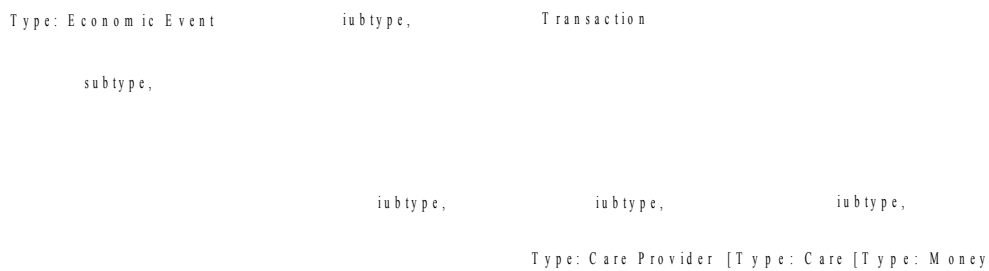 Type: Economic Event iubtype, Transaction
subtype,
iubtype, iubtype, iubtype,
Type: Care Provider [Type: Care [Type: Money